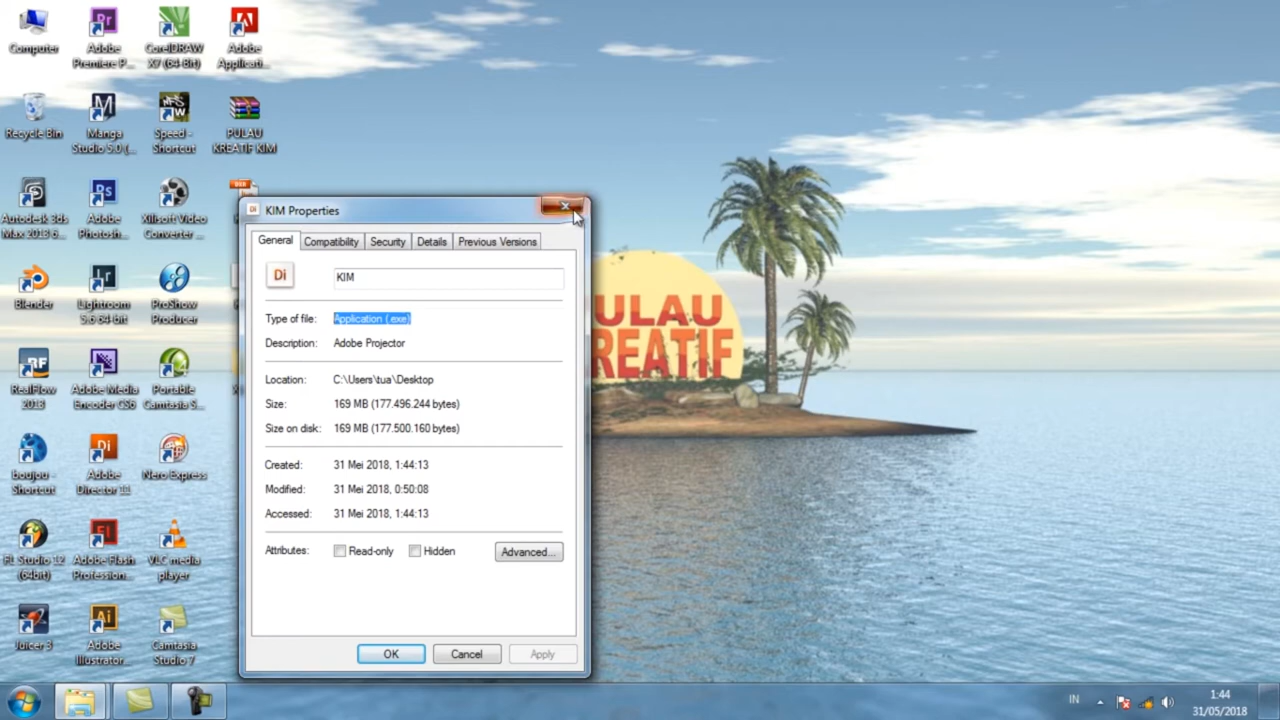 Computer
Adobe
Premiere P...
CorelDRAW
X7 (64-Bit)
Adobe
Applicati...
Recycle Bin
Manga
Studio 5.0 (...
Speed -
Shortcut
PULAU
KREATIF KIM
Autodesk 3ds
Max 2013 6...
Adobe
Photosh...
Xilisoft Video
Converter ...
Blender
Lightroom
5.6 64-bit
ProShow
Producer
RealFlow
2013
Adobe Media
Encoder CS6
Portable
Camtasia S...
boujou -
Shortcut
Adobe
Director 11
Nero Express
FL Studio 12
(64bit)
Adobe Flash
Profession...
VLC media
player
Juicer 3
Adobe
Illustrator...
Camtasia
Studio 7
KIM Properties
General
Compatibility
Security
Details
Previous Versions
Di
KIM
Type of file: Application (.exe)
Description: Adobe Projector
Location: C:\Users\tua\Desktop
Size: 169 MB (177.496.244 bytes)
Size on disk: 169 MB (177.500.160 bytes)
Created: 31 Mei 2018, 1:44:13
Modified: 31 Mei 2018, 0:50:08
Accessed: 31 Mei 2018, 1:44:13
Attributes: Read-only Hidden Advanced...
OK Cancel Apply
ULAU
REATIF
IN
1:44
31/05/2018